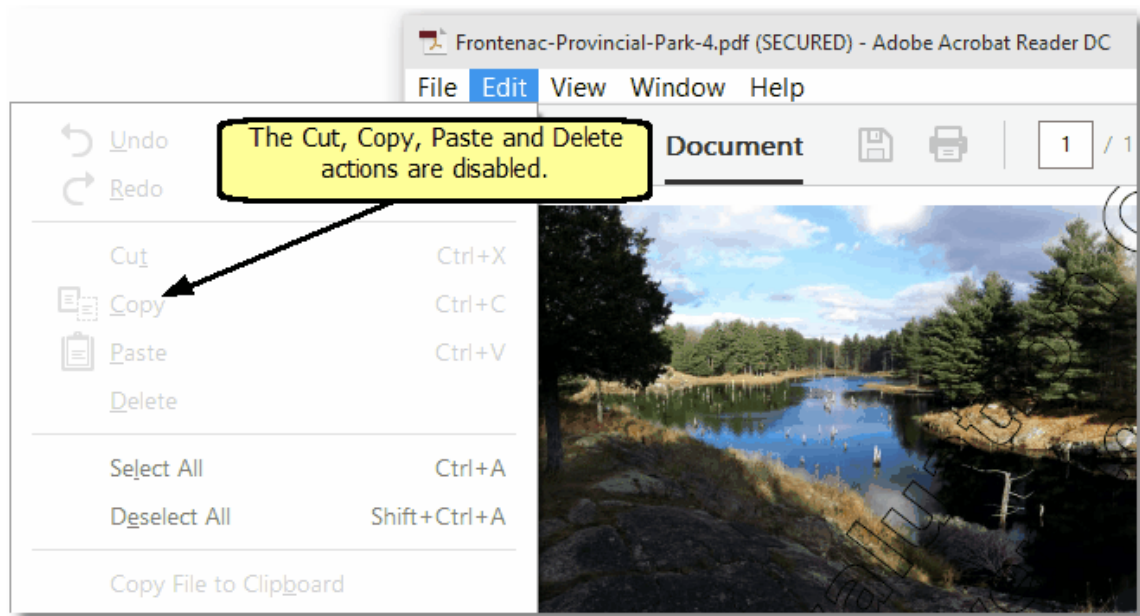 Frontenac-Provincial-Park-4.pdf (SECURED) - Adobe Acrobat Reader DC
File Edit View Window Help
Undo
Redo
The Cut, Copy, Paste and Delete
actions are disabled.
Document 1 / 1
Cut Ctrl+X
Copy Ctrl+C
Paste Ctrl+V
Delete
Select All Ctrl+A
Deselect All Shift+Ctrl+A
Copy File to Clipboard